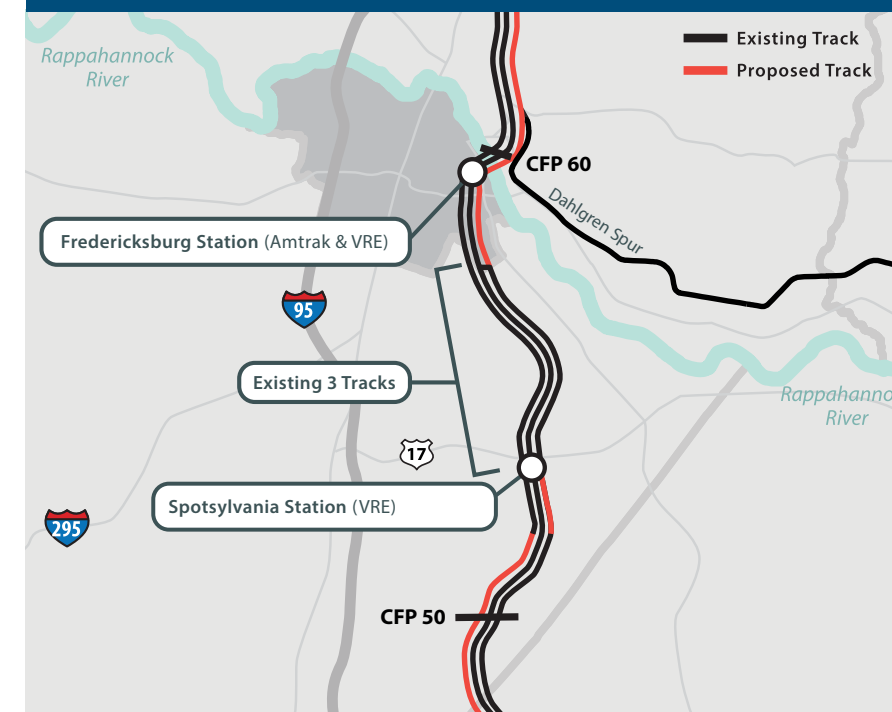 Rappahannock
River
Existing Track
Proposed Track
CFP 60
Dahlgren Spur
Fredericksburg Station (Amtrak & VRE)
95
Existing 3 Tracks
Rappahanno
River
17
Spotsylvania Station (VRE)
295
CFP 50